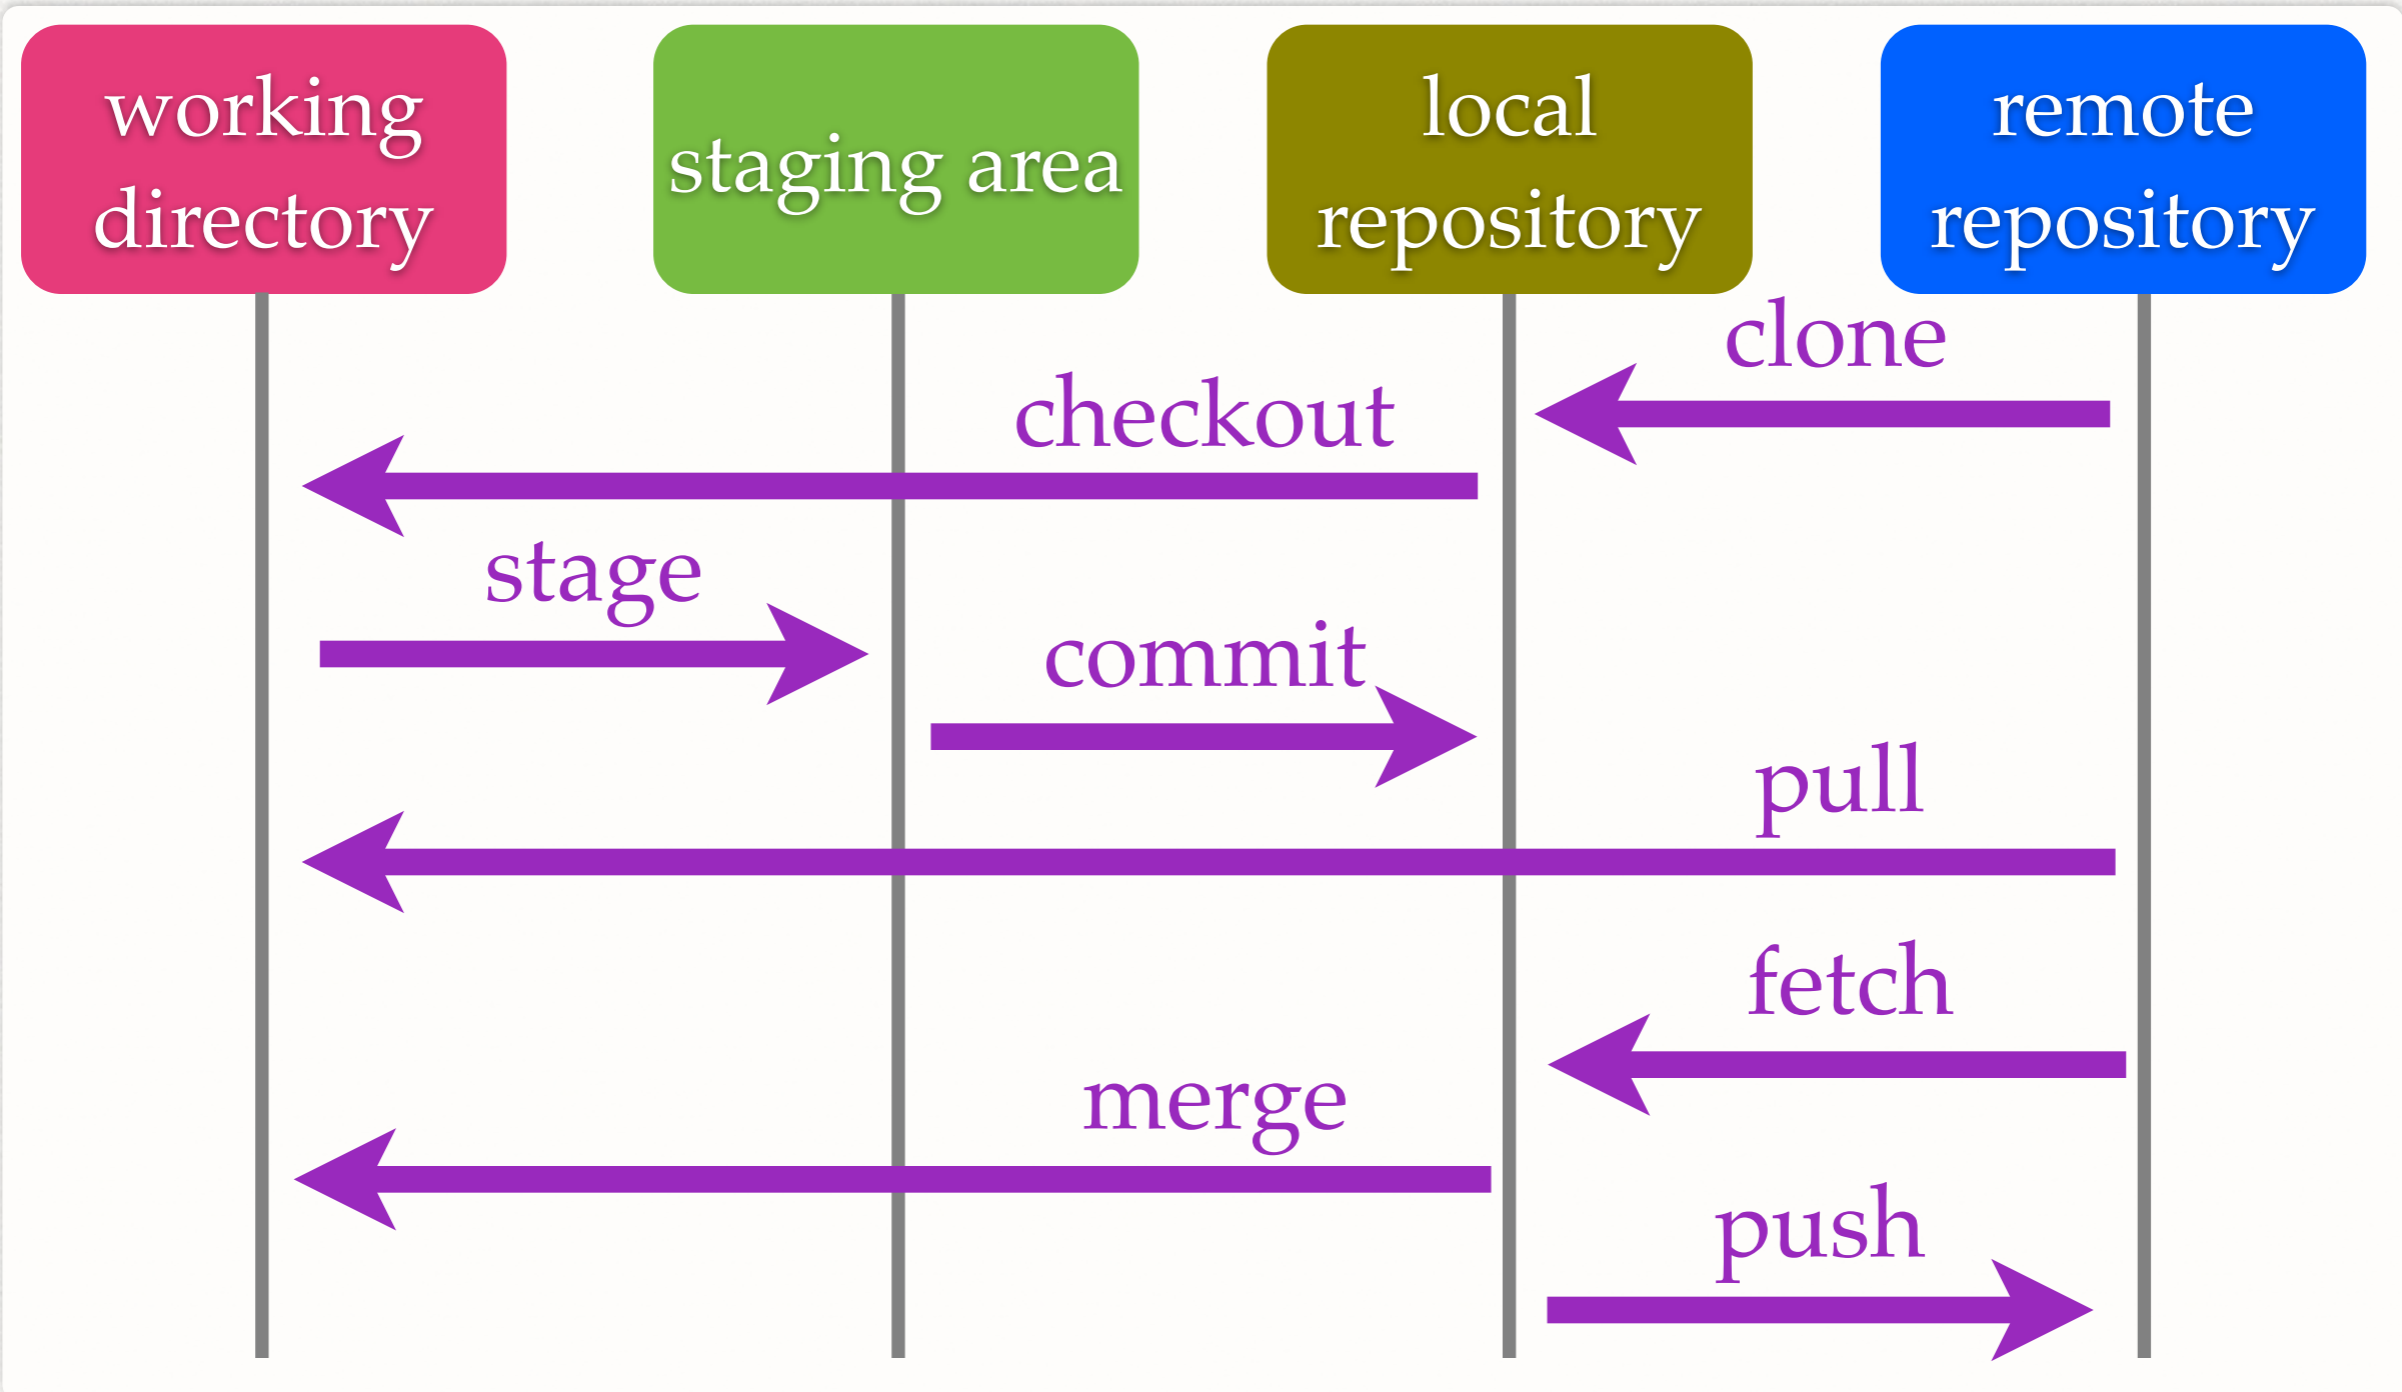 working
directory
staging area
local
repository
remote
repository
clone
checkout
stage
commit
pull
fetch
merge
push